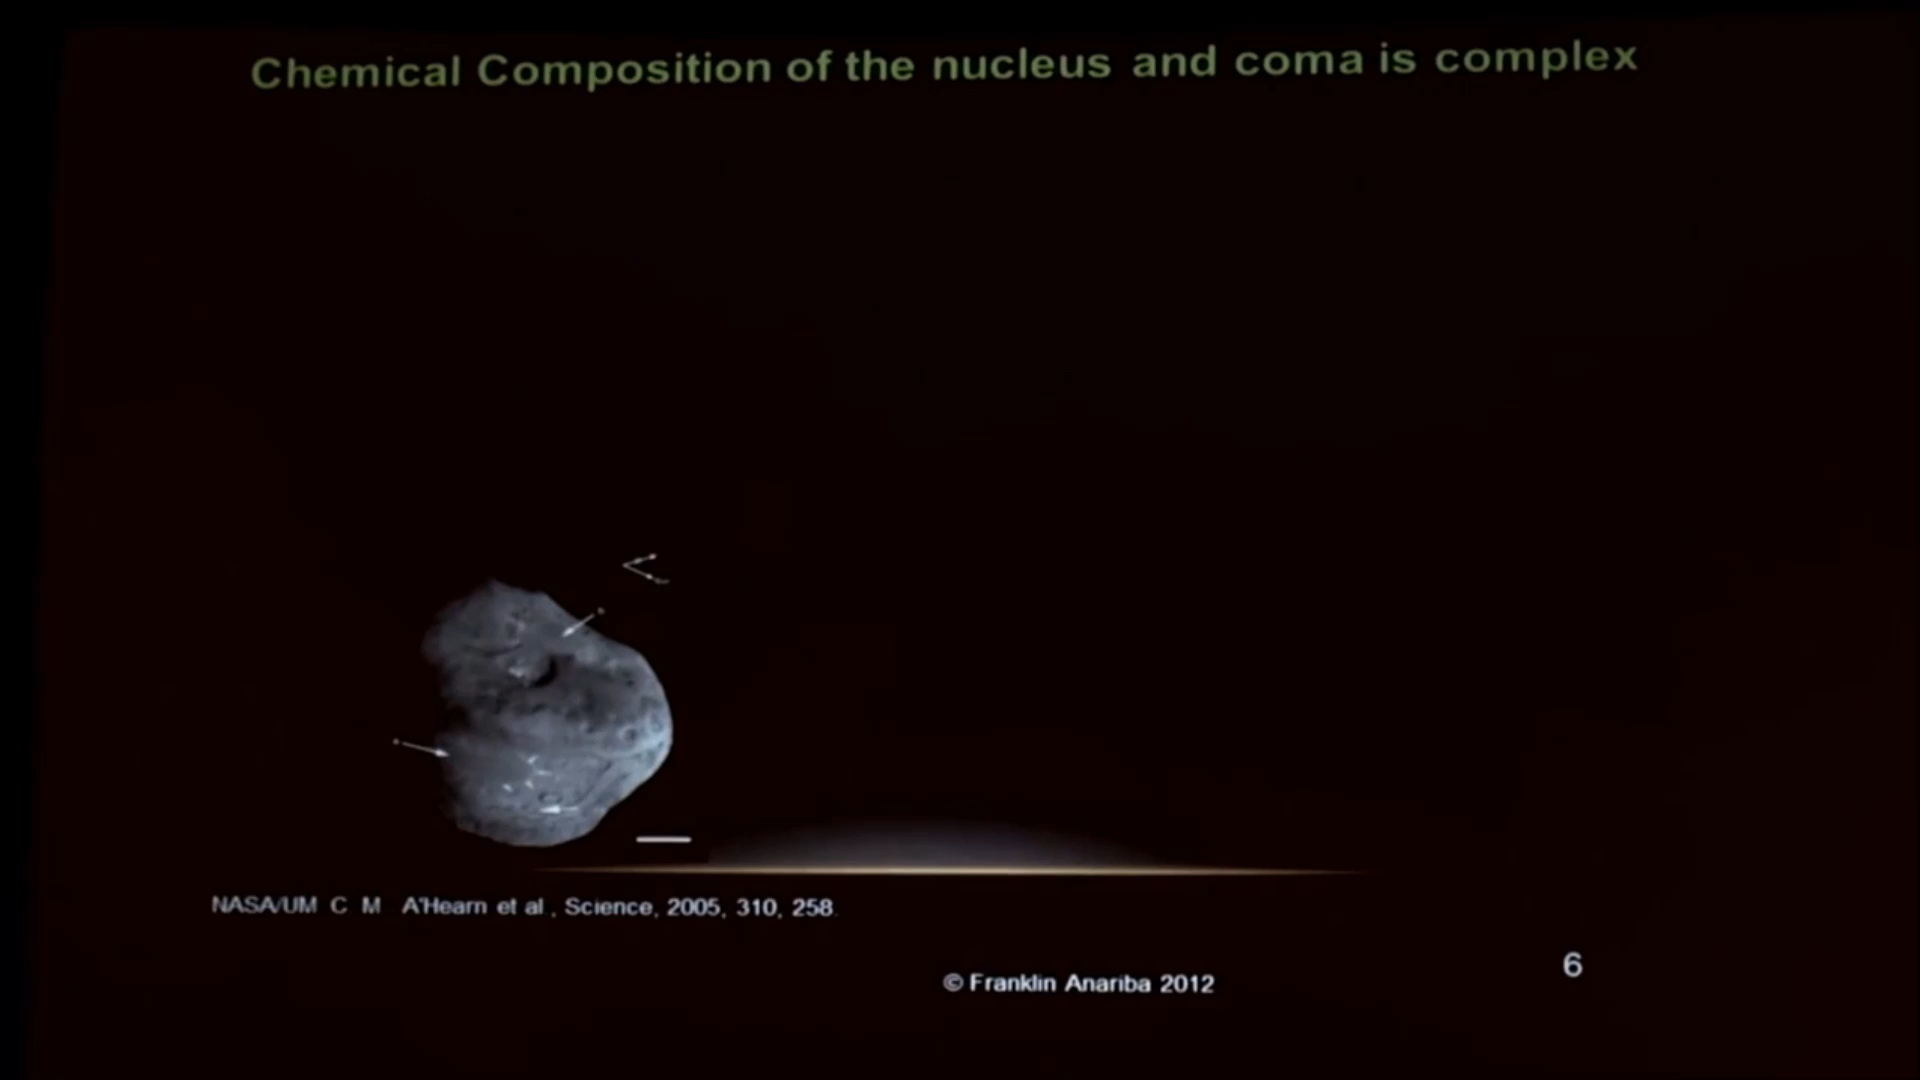 Chemical Composition of the nucleus and coma is complex
NASA/UM C M A'Hearn et al., Science, 2005, 310, 258.
© Franklin Anariba 2012
6